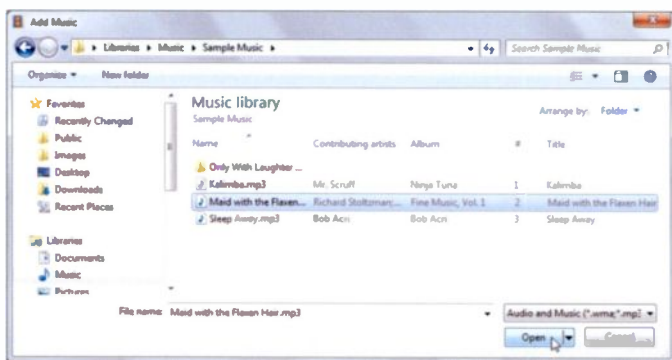 Add Music
Libraries Music Sample Music
Search Sample Music
Organize New folder
Favorites
Recently Changed
Public
Images
Desktop
Downloads
Recent Places
Libraries
Documents
Music
Pictures
Music library
Sample Music
Arrange by: Folder
Name Contributing artists Album # Title
Only With Laughter ...
Kalimba.mp3 Mr. Scruff Ninja Tuna 1 Kalimba
Maid with the Flaxen... Richard Stoltzman;... Fine Music, Vol. 1 2 Maid with the Flaxen Hair
Sleep Away.mp3 Bob Acri Bob Acri 3 Sleep Away
File name: Maid with the Flaxen Hair.mp3 Audio and Music (*.wma;*.mp3
Open Cancel